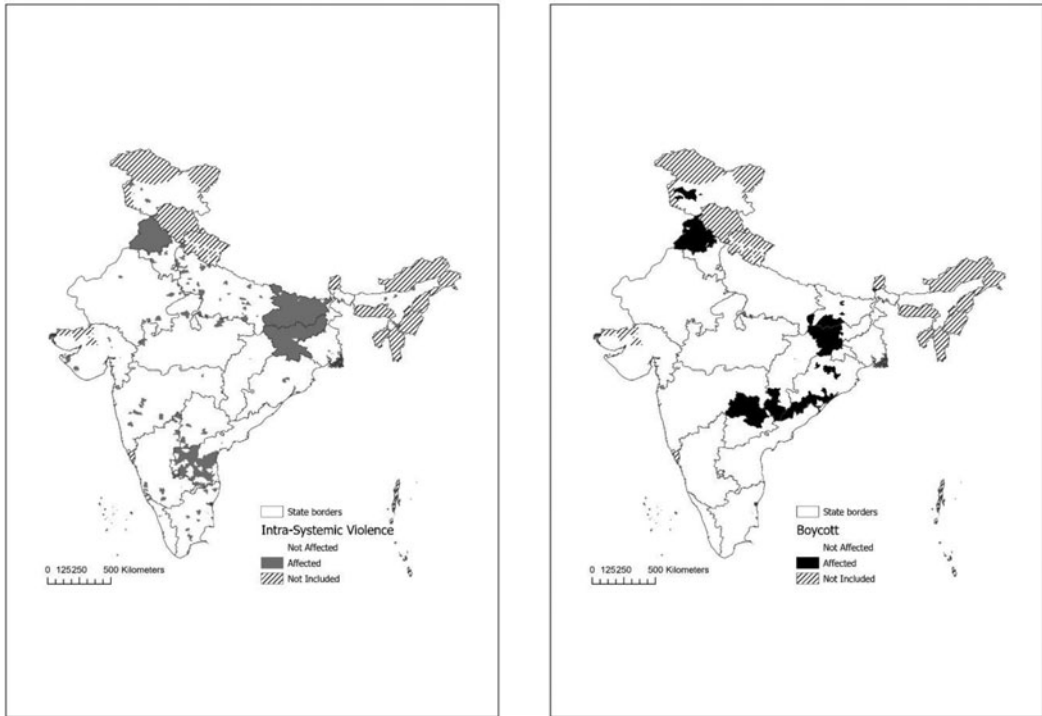 State borders
Intra-Systemic Violence
Not Affected
Affected
Not Included
0 125250 500 Kilometers
State borders
Boycott
Not Affected
Affected
Not Included
0 125250 500 Kilometers